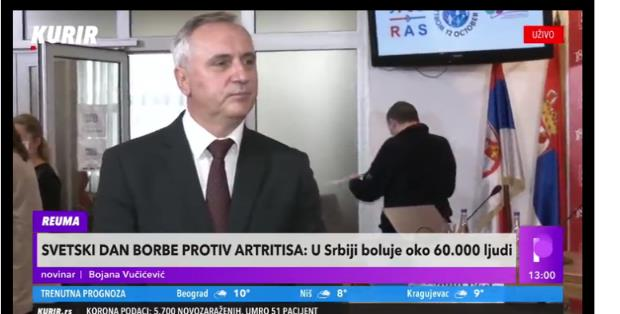 KURIR
RAS
12 OCTOBER
UŽIVO
REUMA
SVETSKI DAN BORBE PROTIV ARTRITISA: U Srbiji boluje oko 60.000 ljudi
novinar | Bojana Vučićević
13:00
TRENUTNA PROGNOZA Beograd 10° Niš 8° Kragujevac 9°
KURIR.rs KORONA PODACI: 5.700 NOVOZARAŽENIH, UMRO 51 PACIJENT